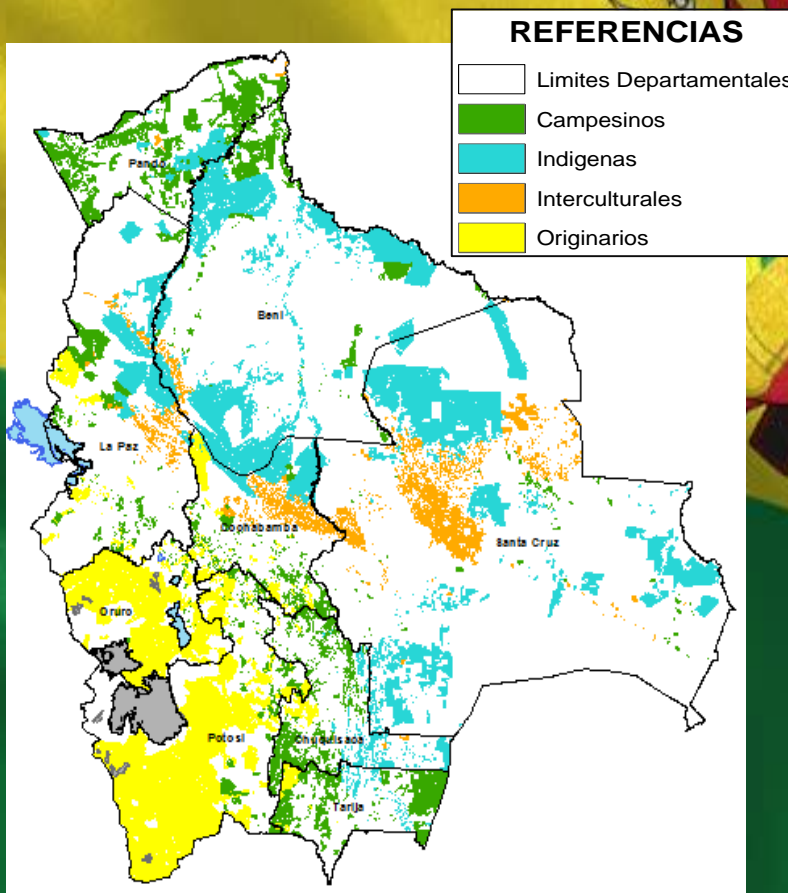 REFERENCIAS
Limites Departamentales
Campesinos
Indigenas
Interculturales
Originarios
Pando
Beni
La Paz
Cochabamba
Santa Cruz
Oruro
Potosi
Chuquisaca
Tarija